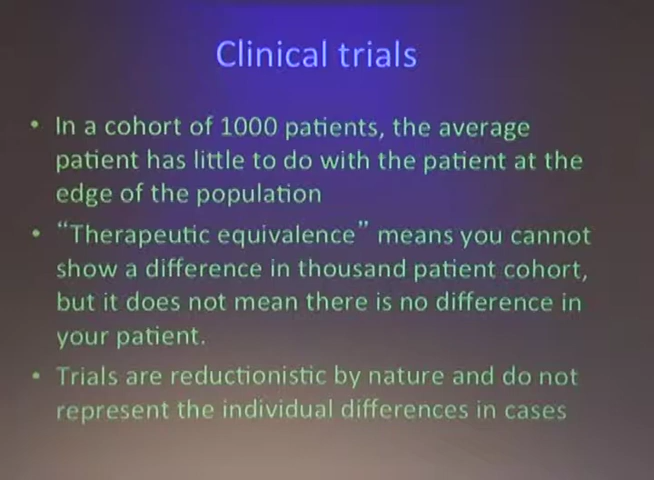 Clinical trials
• In a cohort of 1000 patients, the average
patient has little to do with the patient at the
edge of the population
• “Therapeutic equivalence” means you cannot
show a difference in thousand patient cohort,
but it does not mean there is no difference in
your patient.
• Trials are reductionistic by nature and do not
represent the individual differences in cases